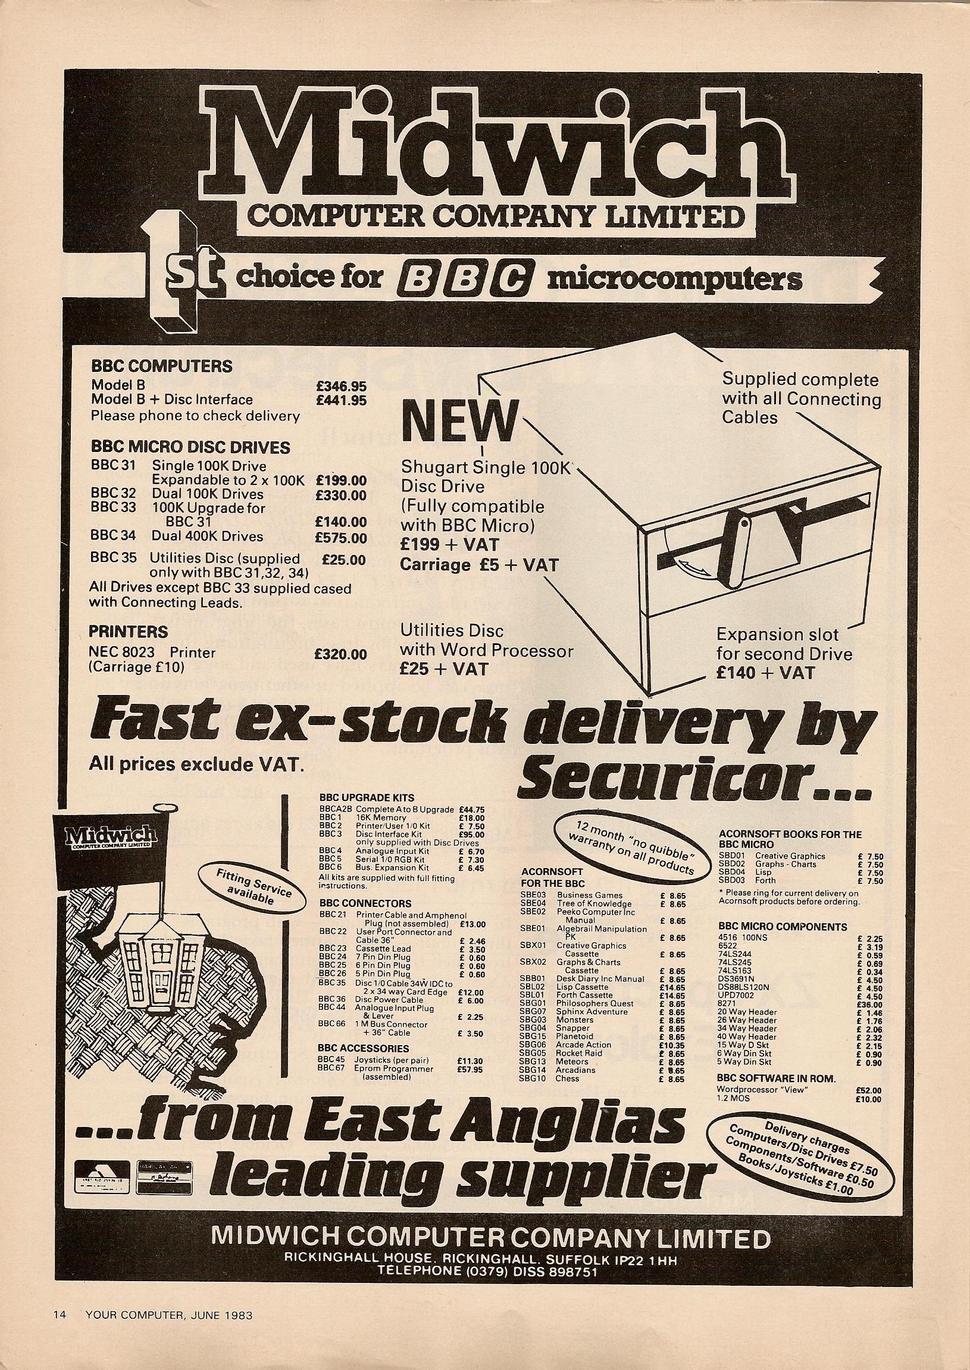 Midwich
COMPUTER COMPANY LIMITED
1st choice for BBC microcomputers
BBC COMPUTERS
Model B £346.95
Model B + Disc Interface £441.95
Please phone to check delivery
BBC MICRO DISC DRIVES
BBC 31 Single 100K Drive
Expandable to 2 x 100K £199.00
BBC 32 Dual 100K Drives £330.00
BBC 33 100K Upgrade for
BBC 31 £140.00
BBC 34 Dual 400K Drives £575.00
BBC 35 Utilities Disc (supplied £25.00
only with BBC 31,32, 34)
All Drives except BBC 33 supplied cased
with Connecting Leads.
PRINTERS
NEC 8023 Printer £320.00
(Carriage £10)
NEW
Shugart Single 100K
Disc Drive
(Fully compatible
with BBC Micro)
£199 + VAT
Carriage £5 + VAT
Utilities Disc
with Word Processor
£25 + VAT
Supplied complete
with all Connecting
Cables
Expansion slot
for second Drive
£140 + VAT
Fast ex-stock delivery by
Securicor...
All prices exclude VAT.
Midwich
COMPUTER COMPANY LIMITED
Fitting Service
available
BBC UPGRADE KITS
BBCA2B Complete A to B Upgrade £44.75
BBC 1 16K Memory £18.00
BBC 2 Printer/User 1/0 Kit £ 7.50
BBC 3 Disc Interface Kit £95.00
only supplied with Disc Drives
BBC 4 Analogue Input Kit £ 6.70
BBC 5 Serial 1/0 RGB Kit £ 7.30
BBC 6 Bus. Expansion Kit £ 6.45
All kits are supplied with full fitting
instructions.
BBC CONNECTORS
BBC 21 Printer Cable and Amphenol
Plug (not assembled) £13.00
BBC 22 User Port Connector and
Cable 36" £ 2.46
BBC 23 Cassette Lead £ 3.50
BBC 24 7 Pin Din Plug £ 0.60
BBC 25 6 Pin Din Plug £ 0.60
BBC 26 5 Pin Din Plug £ 0.60
BBC 35 Disc 1/0 Cable 34W IDC to
2 x 34 way Card Edge £12.00
BBC 36 Disc Power Cable £ 6.00
BBC 44 Analogue Input Plug
& Lever £ 2.25
BBC 66 1 M Bus Connector
+ 36" Cable £ 3.50
BBC ACCESSORIES
BBC 45 Joysticks (per pair) £11.30
BBC 67 Eprom Programmer £57.95
(assembled)
12 month "no quibble"
warranty on all products
ACORNSOFT
FOR THE BBC
SBE03 Business Games £ 8.65
SBE04 Tree of Knowledge £ 8.65
SBE02 Peeko Computer Inc
Manual £ 8.65
SBE01 Algebrail Manipulation
PK £ 8.65
SBX01 Creative Graphics
Cassette £ 8.65
SBX02 Graphs & Charts
Cassette £ 8.65
SBB01 Desk Diary Inc Manual £ 8.65
SBL02 Lisp Cassette £14.65
SBL01 Forth Cassette £14.65
SBG01 Philosophers Quest £ 8.65
SBG07 Sphinx Adventure £ 8.65
SBG03 Monsters £ 8.65
SBG04 Snapper £ 8.65
SBG15 Planetoid £ 8.65
SBG06 Arcade Action £10.35
SBG05 Rocket Raid £ 8.65
SBG13 Meteors £ 8.65
SBG14 Arcadians £ 8.65
SBG10 Chess £ 8.65
ACORNSOFT BOOKS FOR THE
BBC MICRO
SBD01 Creative Graphics £ 7.50
SBD02 Graphs - Charts £ 7.50
SBD04 Lisp £ 7.50
SBD03 Forth £ 7.50
* Please ring for current delivery on
Acornsoft products before ordering.
BBC MICRO COMPONENTS
4516 100NS £ 2.25
6522 £ 3.19
74LS244 £ 0.59
74LS245 £ 0.69
74LS163 £ 0.34
DS3691N £ 4.50
DS88LS120N £ 4.50
UPD7002 £ 4.50
8271 £36.00
20 Way Header £ 1.46
26 Way Header £ 1.76
34 Way Header £ 2.06
40 Way Header £ 2.32
15 Way D Skt £ 2.15
6 Way Din Skt £ 0.90
5 Way Din Skt £ 0.90
BBC SOFTWARE IN ROM.
Wordprocessor "View" £52.00
1.2 MOS £10.00
...from East Anglias
leading supplier
Delivery charges
Computers/Disc Drives £7.50
Components/Software £0.50
Books/Joysticks £1.00
MIDWICH COMPUTER COMPANY LIMITED
RICKINGHALL HOUSE, RICKINGHALL, SUFFOLK IP22 1HH
TELEPHONE (0379) DISS 898751
14 YOUR COMPUTER, JUNE 1983